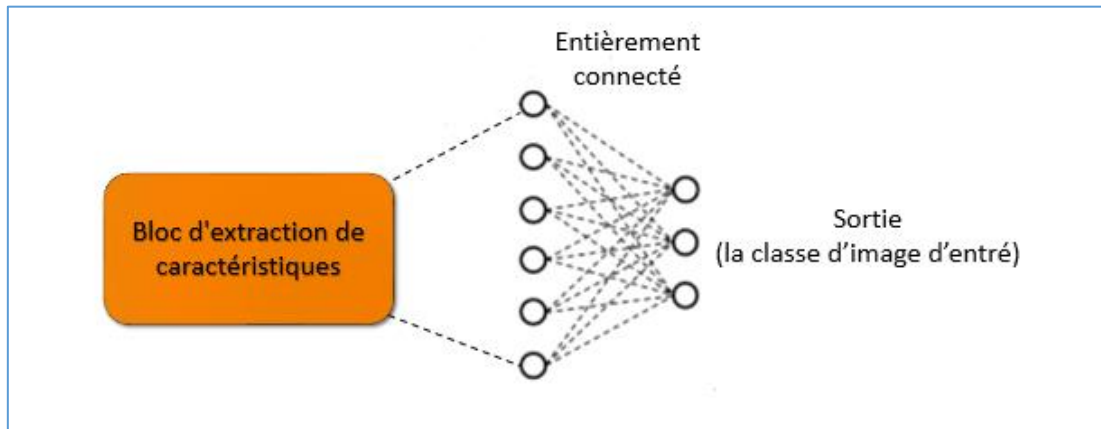 Entièrement
connecté
Bloc d'extraction de
caractéristiques
Sortie
(la classe d’image d’entré)